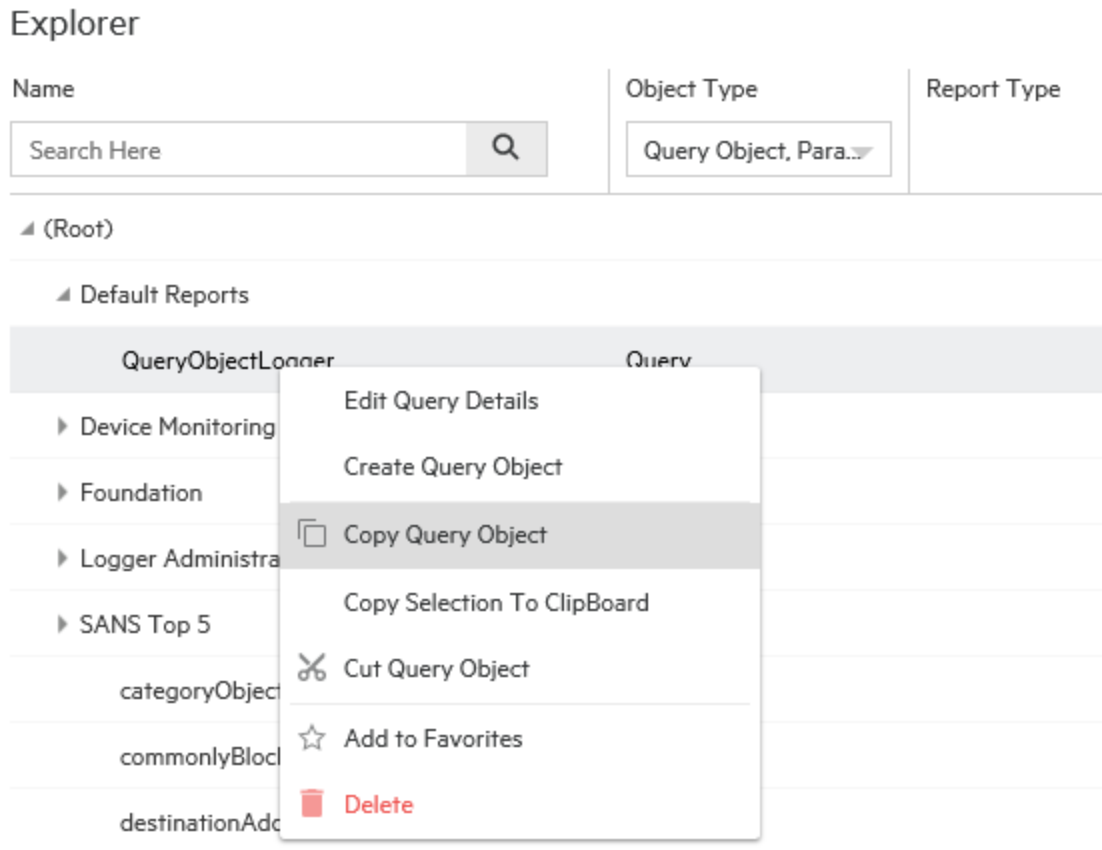 Explorer
Name Object Type Report Type
Search Here Query Object, Para...
(Root)
Default Reports
QueryObjectLogger Query
Edit Query Details
Device Monitoring
Create Query Object
Foundation
Copy Query Object
Logger Administra
Copy Selection To ClipBoard
SANS Top 5
Cut Query Object
categoryObject
Add to Favorites
commonlyBlock
Delete
destinationAdd